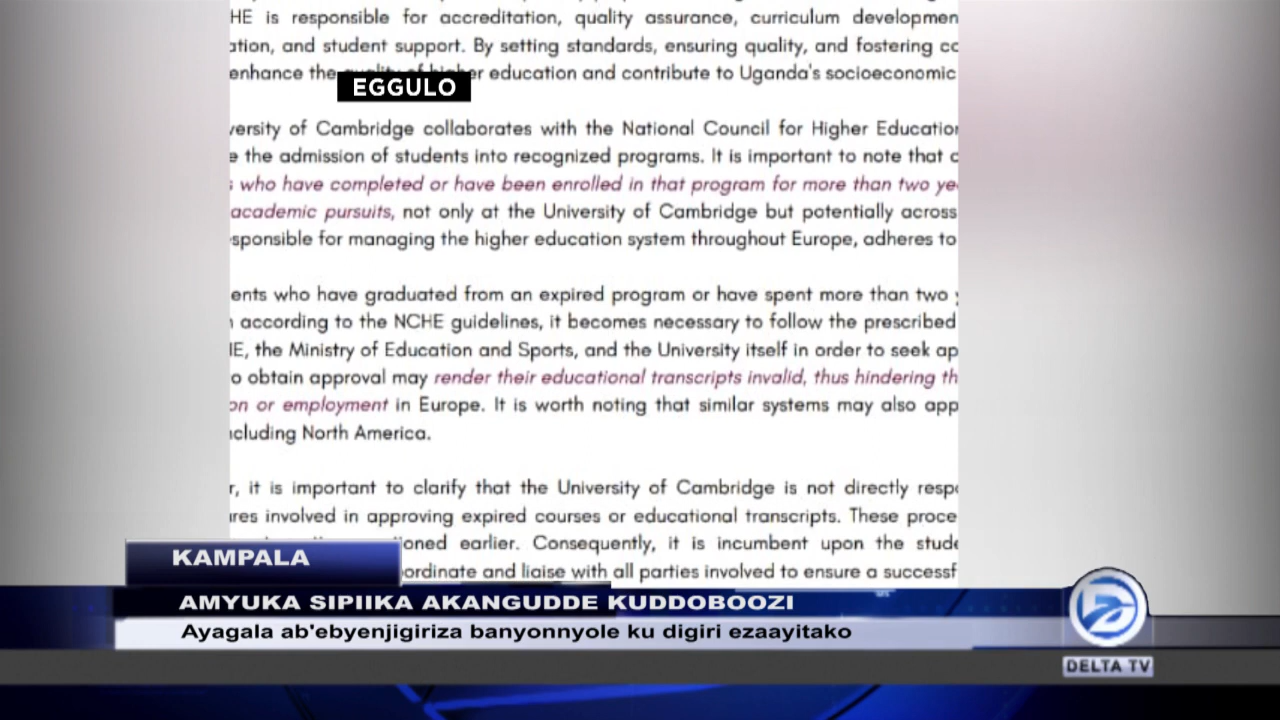 HE is responsible for accreditation, quality assurance, curriculum developmen
ation, and student support. By setting standards, ensuring quality, and fostering co
enhance the quality of higher education and contribute to Uganda's socioeconomic
EGGULO
versity of Cambridge collaborates with the National Council for Higher Education
e the admission of students into recognized programs. It is important to note that c
s who have completed or have been enrolled in that program for more than two ye
academic pursuits, not only at the University of Cambridge but potentially across
sponsible for managing the higher education system throughout Europe, adheres to
ents who have graduated from an expired program or have spent more than two y
n according to the NCHE guidelines, it becomes necessary to follow the prescribed
HE, the Ministry of Education and Sports, and the University itself in order to seek ap
o obtain approval may render their educational transcripts invalid, thus hindering th
on or employment in Europe. It is worth noting that similar systems may also app
ncluding North America.
r, it is important to clarify that the University of Cambridge is not directly resp
ures involved in approving expired courses or educational transcripts. These proce
ioned earlier. Consequently, it is incumbent upon the stude
KAMPALA
oordinate and liaise with all parties involved to ensure a successf
AMYUKA SIPIIKA AKANGUDDE KUDDOBOOZI
Ayagala ab'ebyenjigiriza banyonnyole ku digiri ezaayitako
DELTA TV